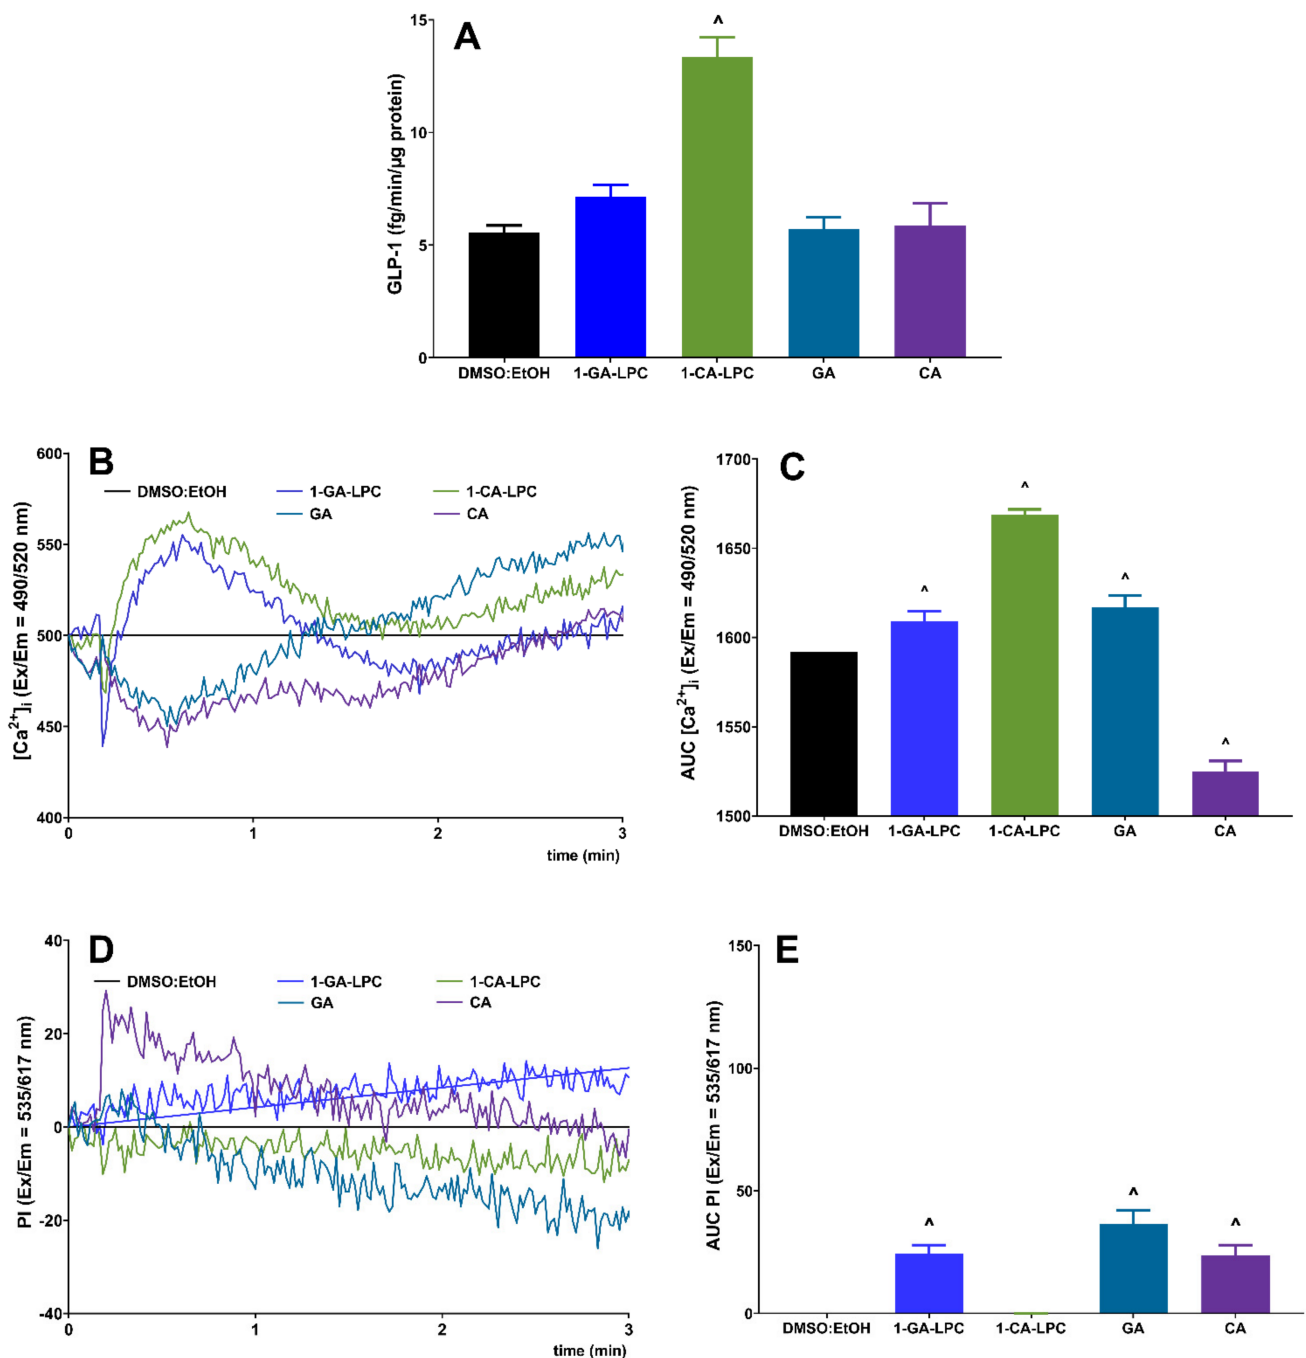 A
15
^
10
GLP-1 (fg/min/µg protein)
5
0
DMSO:EtOH 1-GA-LPC 1-CA-LPC GA CA
B
600
DMSO:EtOH 1-GA-LPC 1-CA-LPC
GA CA
550
500
450
400
[Ca²⁺]ᵢ (Ex/Em = 490/520 nm)
0 1 2 3
time (min)
C
1700
1650
1600
1550
1500
AUC [Ca²⁺]ᵢ (Ex/Em = 490/520 nm)
^ ^ ^ ^
DMSO:EtOH 1-GA-LPC 1-CA-LPC GA CA
D
40
DMSO:EtOH 1-GA-LPC 1-CA-LPC
GA CA
20
0
-20
-40
PI (Ex/Em = 535/617 nm)
0 1 2 3
time (min)
E
150
100
50
0
AUC PI (Ex/Em = 535/617 nm)
^ ^ ^
DMSO:EtOH 1-GA-LPC 1-CA-LPC GA CA